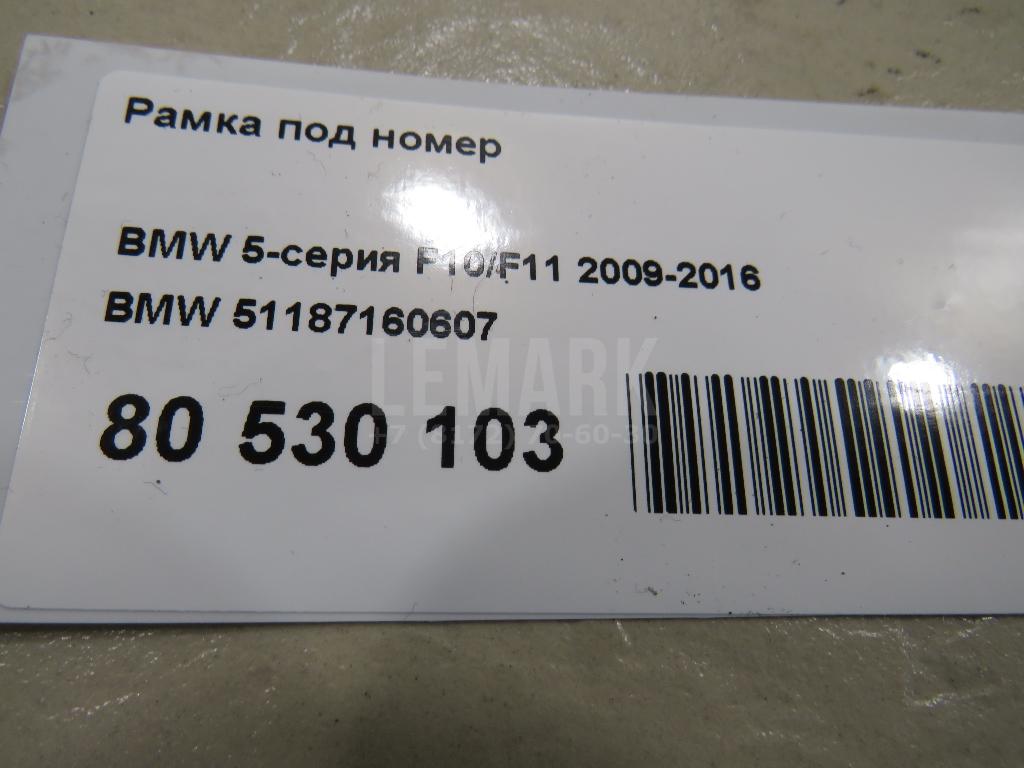 Рамка под номер
BMW 5-серия F10/F11 2009-2016
BMW 51187160607
LEMARK
80 530 103